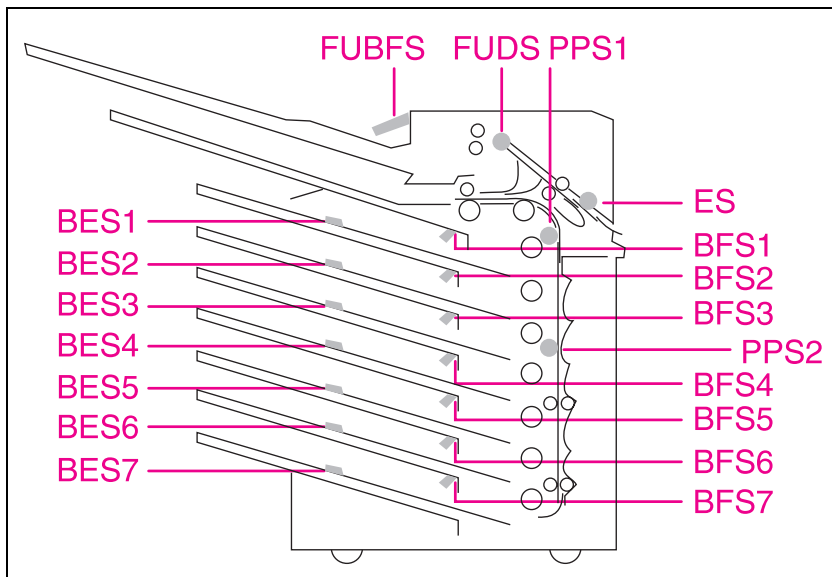 FUBFS FUDS PPS1
ES
BES1 BFS1
BES2 BFS2
BES3 BFS3
BES4 PPS2
BES5 BFS4
BES6 BFS5
BES7 BFS6
BFS7